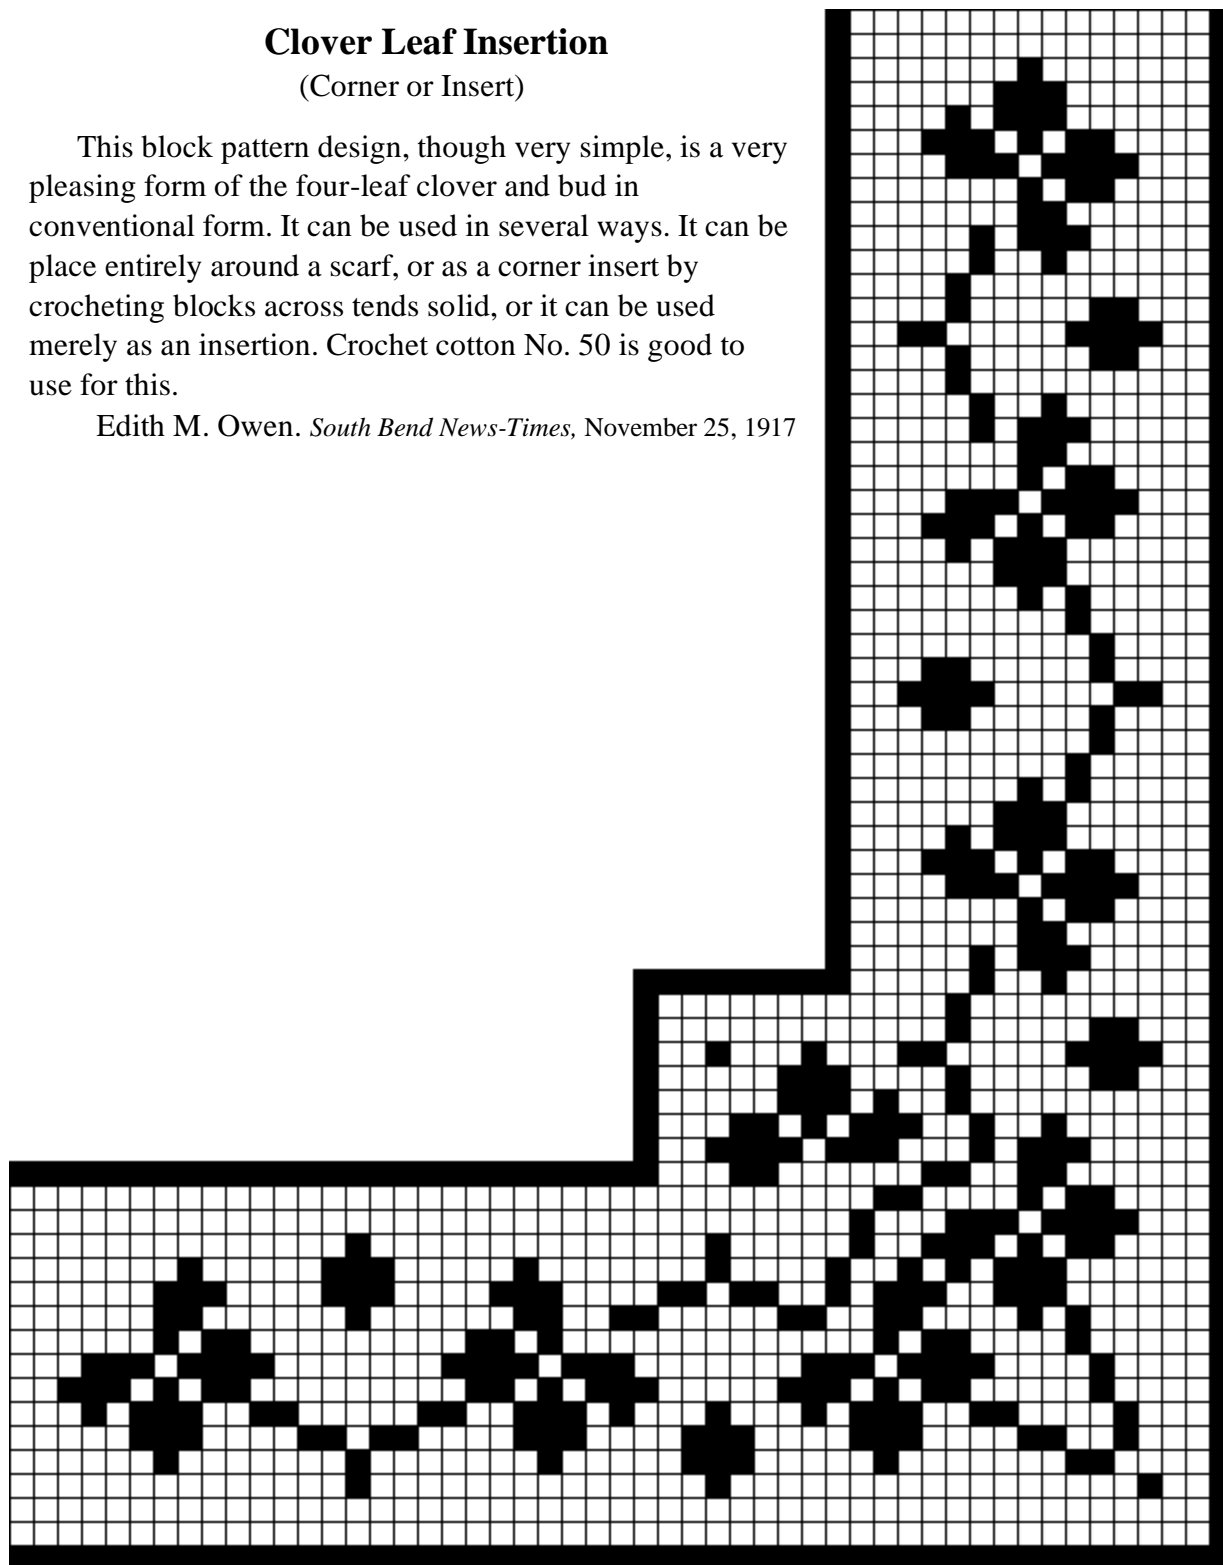 Clover Leaf Insertion
(Corner or Insert)
This block pattern design, though very simple, is a very
pleasing form of the four-leaf clover and bud in
conventional form. It can be used in several ways. It can be
place entirely around a scarf, or as a corner insert by
crocheting blocks across tends solid, or it can be used
merely as an insertion. Crochet cotton No. 50 is good to
use for this.
Edith M. Owen. South Bend News-Times, November 25, 1917